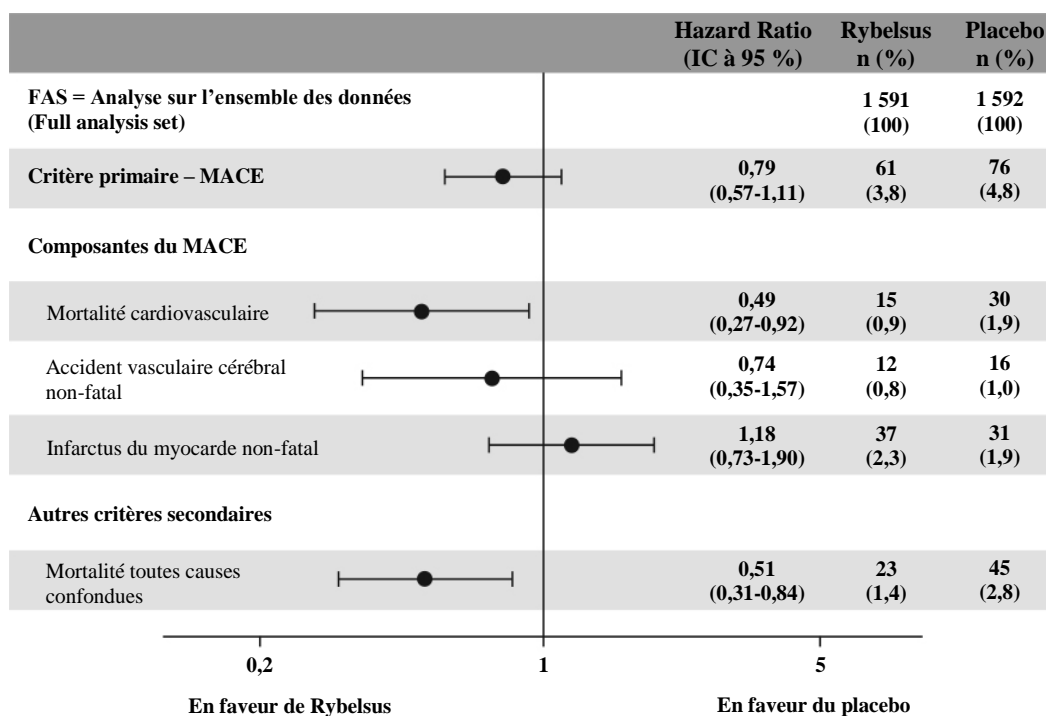 Hazard Ratio Rybelsus Placebo
(IC à 95 %) n (%) n (%)
FAS = Analyse sur l'ensemble des données 1 591 1 592
(Full analysis set) (100) (100)
Critère primaire – MACE 0,79 61 76
(0,57-1,11) (3,8) (4,8)
Composantes du MACE
Mortalité cardiovasculaire 0,49 15 30
(0,27-0,92) (0,9) (1,9)
Accident vasculaire cérébral 0,74 12 16
non-fatal (0,35-1,57) (0,8) (1,0)
Infarctus du myocarde non-fatal 1,18 37 31
(0,73-1,90) (2,3) (1,9)
Autres critères secondaires
Mortalité toutes causes 0,51 23 45
confondues (0,31-0,84) (1,4) (2,8)
0,2 1 5
En faveur de Rybelsus En faveur du placebo